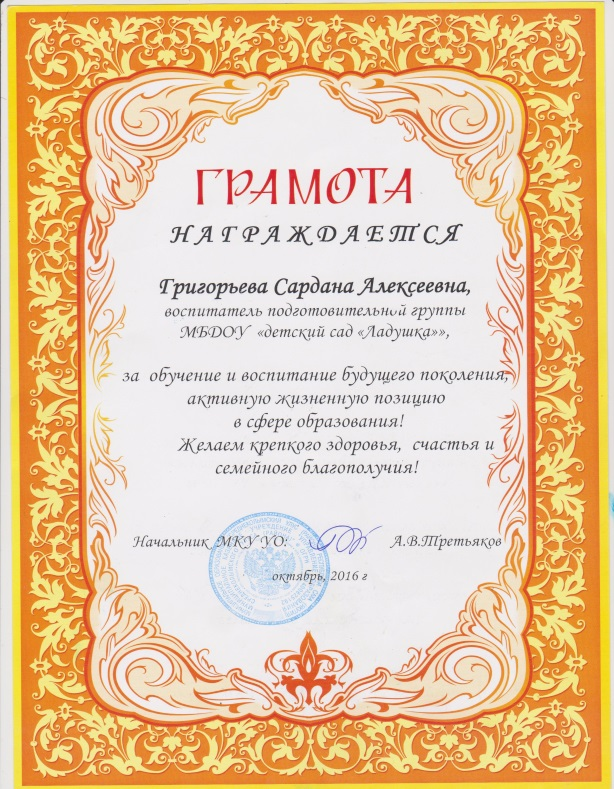 ГРАМОТА
НАГРАЖДАЕТСЯ
Григорьева Сардана Алексеевна,
воспитатель подготовительной группы
МБДОУ «детский сад «Ладушка»»,
за обучение и воспитание будущего поколения,
активную жизненную позицию
в сфере образования!
Желаем крепкого здоровья, счастья и
семейного благополучия!
Начальник МКУ УО: А.В.Третьяков
октябрь, 2016 г